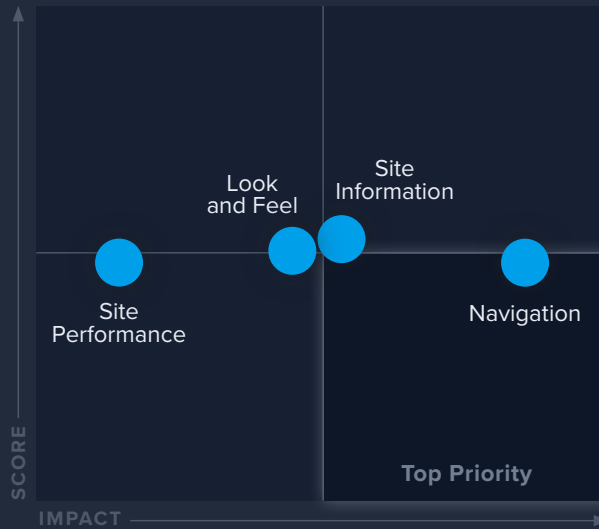 Site
Information
Look
and Feel
Site
Performance
Navigation
Top Priority
SCORE
IMPACT